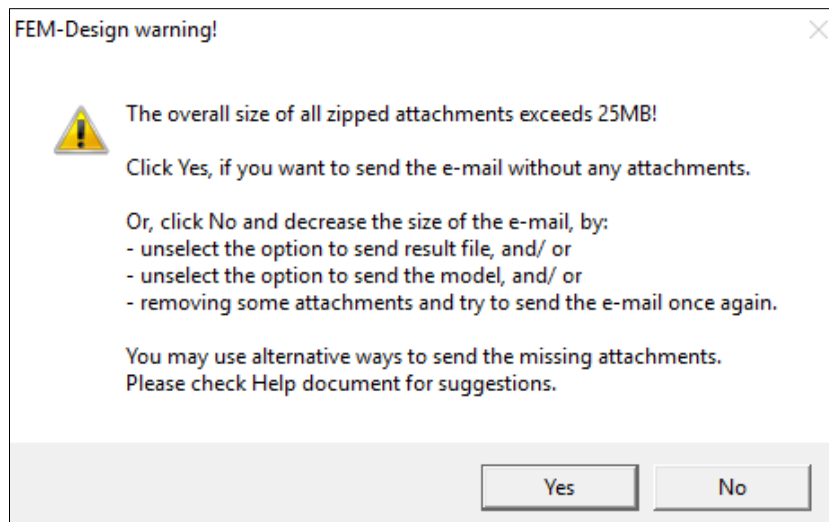 FEM-Design warning!
The overall size of all zipped attachments exceeds 25MB!
Click Yes, if you want to send the e-mail without any attachments.
Or, click No and decrease the size of the e-mail, by:
- unselect the option to send result file, and/ or
- unselect the option to send the model, and/ or
- removing some attachments and try to send the e-mail once again.
You may use alternative ways to send the missing attachments.
Please check Help document for suggestions.
Yes
No